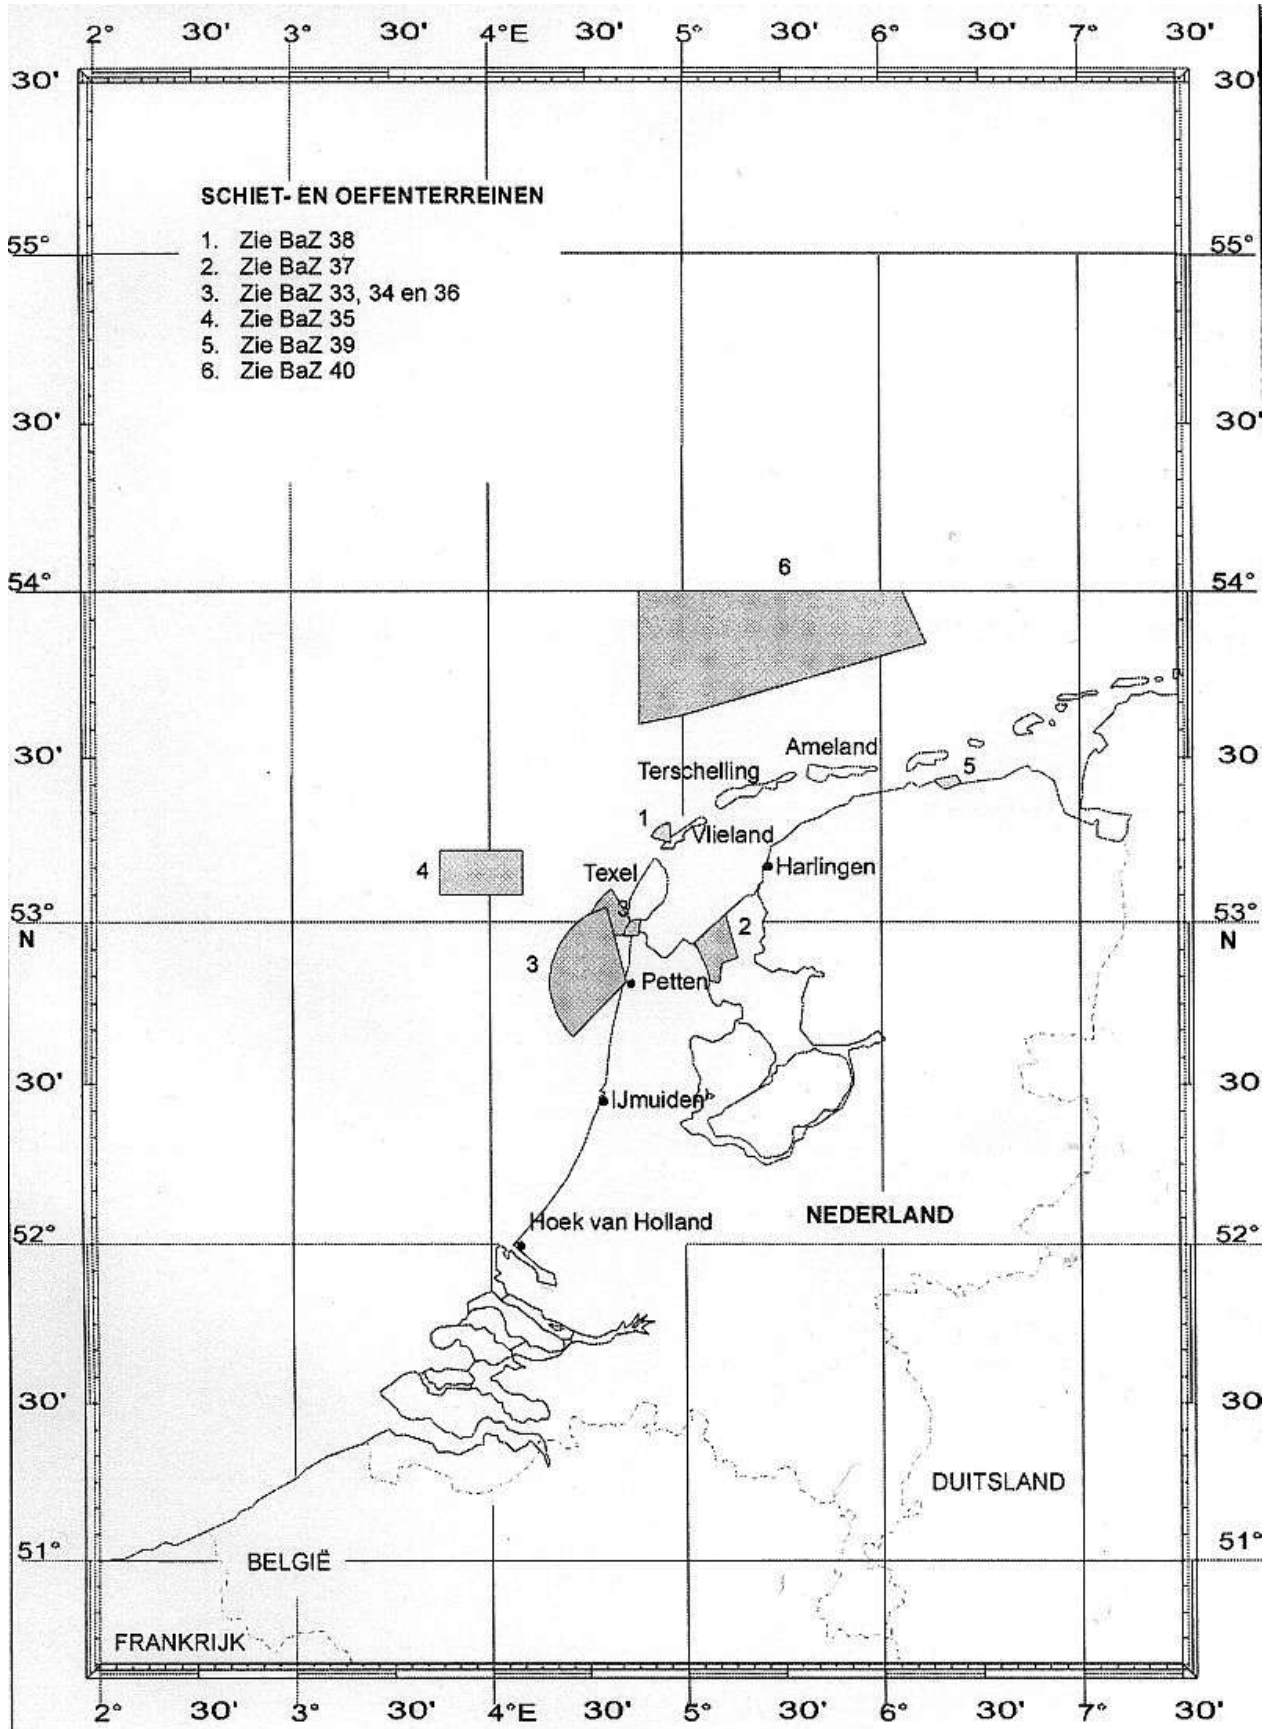 2° 30' 3° 30' 4°E 30' 5° 30' 6° 30' 7° 30'
30' 30'
SCHIET- EN OEFENTERREINEN
1. Zie BaZ 38
55° 55°
2. Zie BaZ 37
3. Zie BaZ 33, 34 en 36
4. Zie BaZ 35
5. Zie BaZ 39
6. Zie BaZ 40
30' 30'
6
54° 54°
Ameland
30' 30'
Terschelling
5
1
Vlieland
4
Texel
Harlingen
3
53° 53°
2
N N
3
Petten
30' 30
IJmuiden
NEDERLAND
Hoek van Holland
52° 52°
30' 30
DUITSLAND
51° 51°
BELGIË
FRANKRIJK
2° 30' 3° 30' 4°E 30' 5° 30' 6° 30' 7° 30'